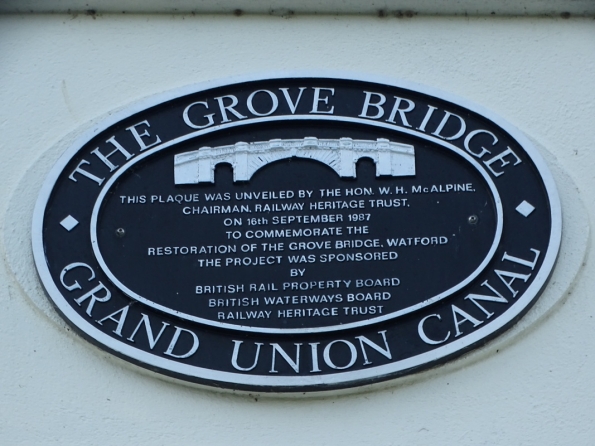 THE GROVE BRIDGE
THIS PLAQUE WAS UNVEILED BY THE HON. W. H. McALPINE,
CHAIRMAN, RAILWAY HERITAGE TRUST,
ON 16th SEPTEMBER 1987
TO COMMEMORATE THE
RESTORATION OF THE GROVE BRIDGE, WATFORD
THE PROJECT WAS SPONSORED
BY
BRITISH RAIL PROPERTY BOARD
BRITISH WATERWAYS BOARD
RAILWAY HERITAGE TRUST
GRAND UNION CANAL